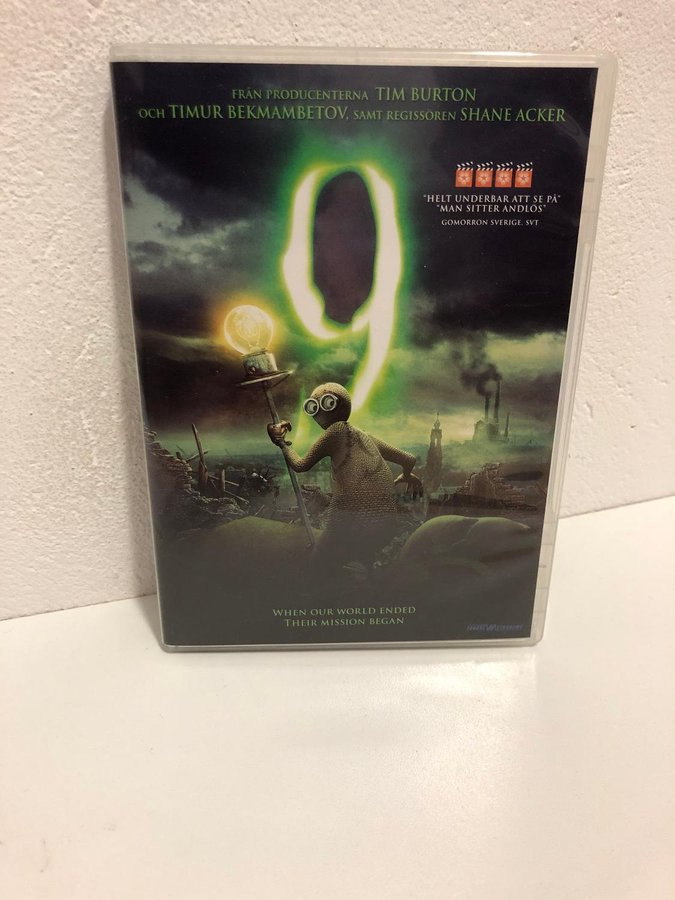 FRÅN PRODUCENTERNA TIM BURTON
OCH TIMUR BEKMAMBETOV, SAMT REGISSÖREN SHANE ACKER
"HELT UNDERBAR ATT SE PÅ"
"MAN SITTER ANDLÖS"
GOMORRON SVERIGE, SVT
9
WHEN OUR WORLD ENDED
THEIR MISSION BEGAN